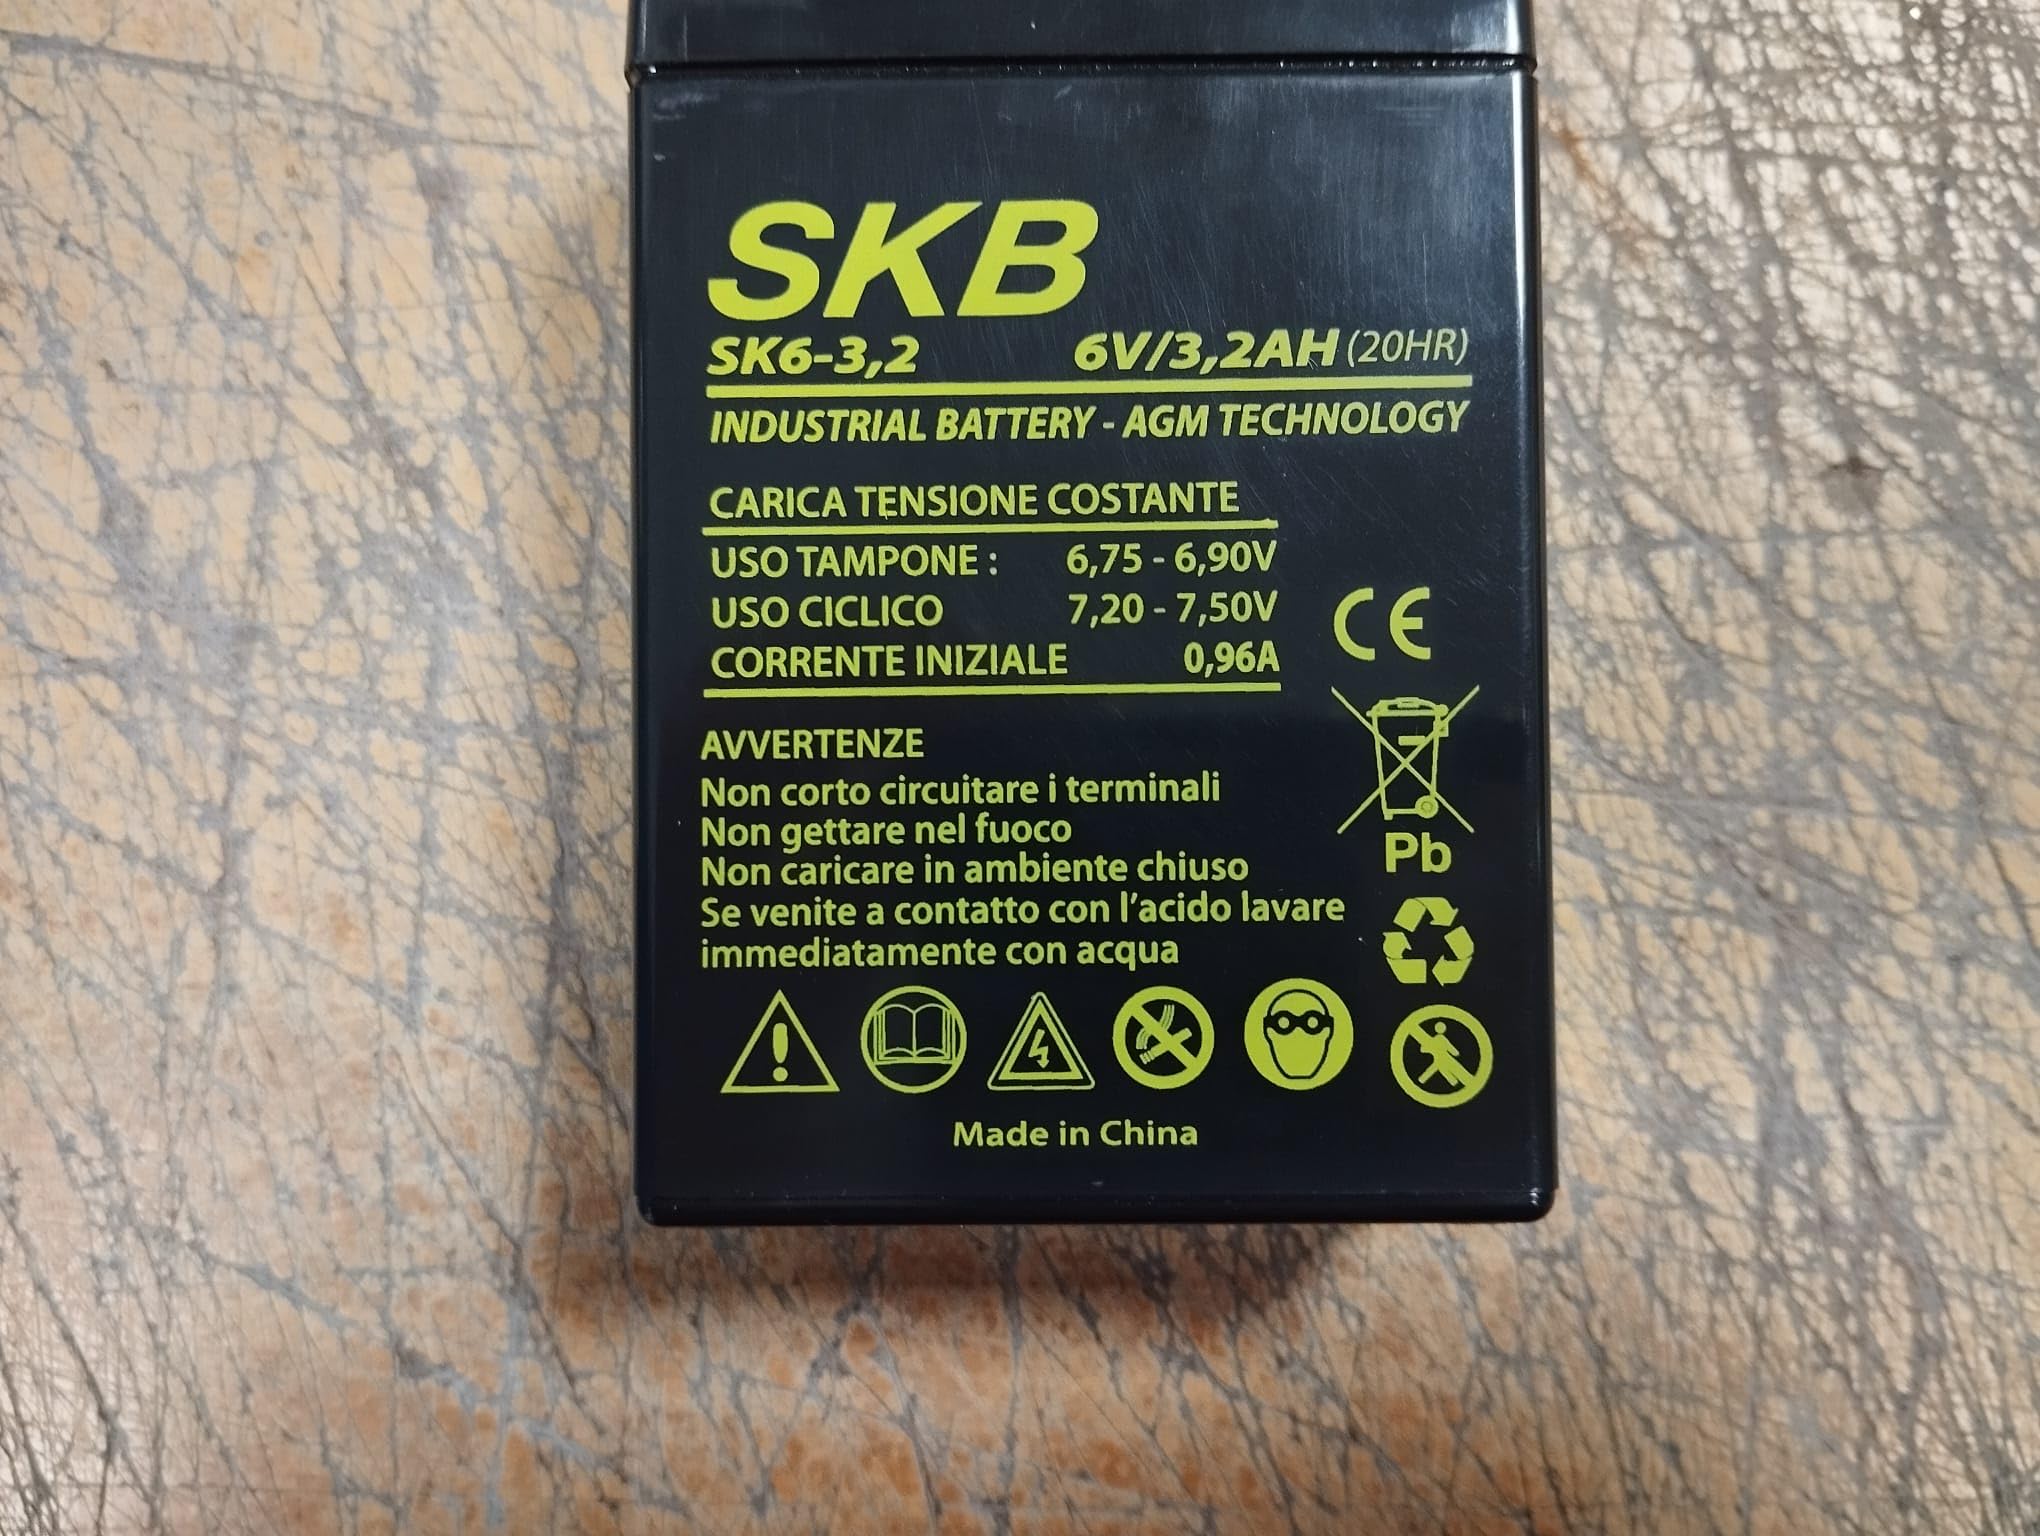 SKB
SK6-3,2 6V/3,2AH (20HR)
INDUSTRIAL BATTERY - AGM TECHNOLOGY
CARICA TENSIONE COSTANTE
USO TAMPONE : 6,75 - 6,90V
USO CICLICO 7,20 - 7,50V
CORRENTE INIZIALE 0,96A
CE
AVVERTENZE
Non corto circuitare i terminali
Non gettare nel fuoco
Non caricare in ambiente chiuso
Se venite a contatto con l'acido lavare
immediatamente con acqua
Pb
Made in China